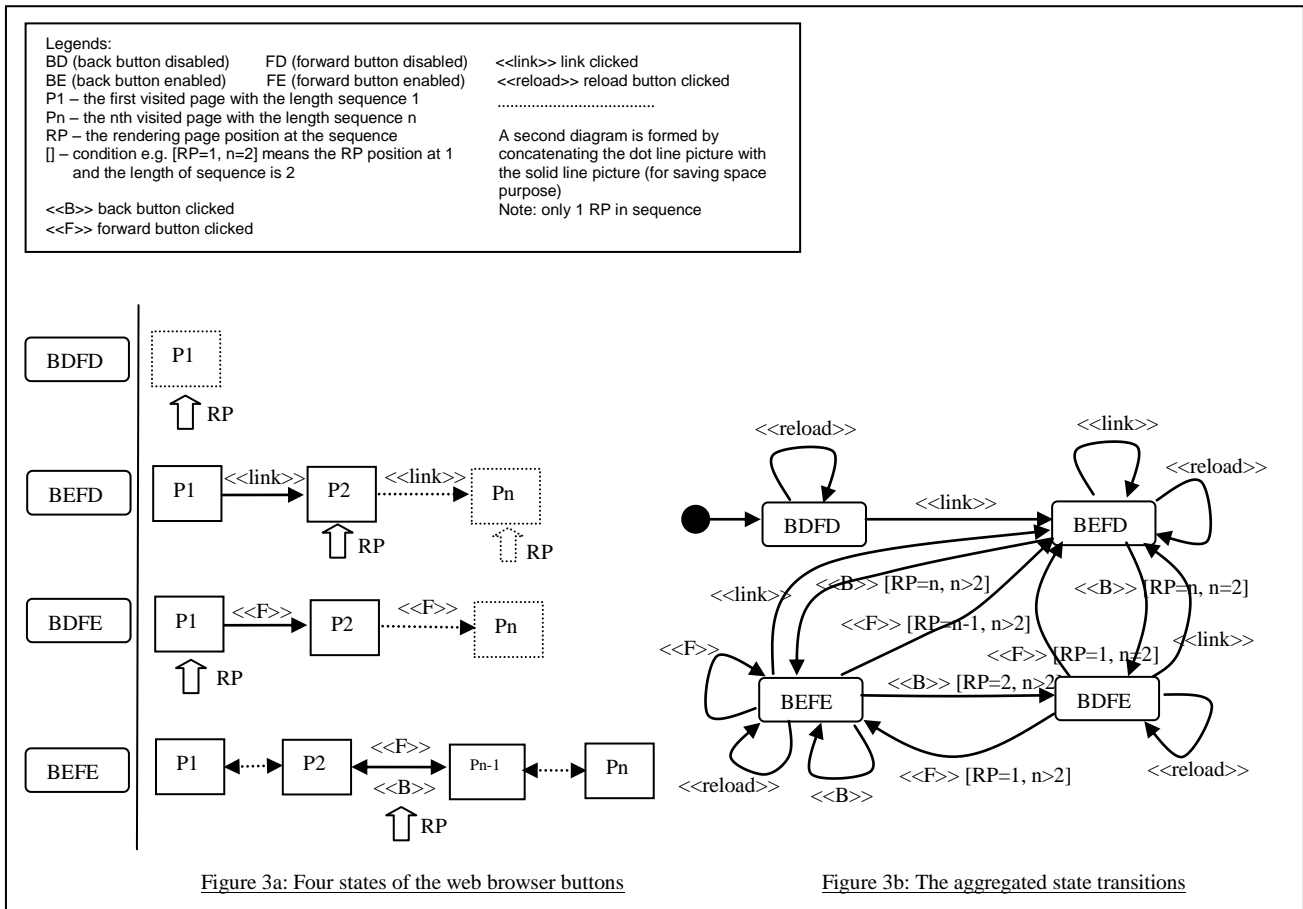 Legends:
BD (back button disabled) FD (forward button disabled) <<link>> link clicked
BE (back button enabled) FE (forward button enabled) <<reload>> reload button clicked
P1 – the first visited page with the length sequence 1
Pn – the nth visited page with the length sequence n
RP – the rendering page position at the sequence
[] – condition e.g. [RP=1, n=2] means the RP position at 1
and the length of sequence is 2
<<B>> back button clicked
<<F>> forward button clicked
....................................
A second diagram is formed by
concatenating the dot line picture with
the solid line picture (for saving space
purpose)
Note: only 1 RP in sequence
BDFD
P1
RP
BEFD
P1
<<link>>
P2
<<link>>
Pn
RP
RP
BDFE
P1
<<F>>
P2
<<F>>
Pn
RP
BEFE
P1
P2
<<F>>
<<B>>
Pn-1
Pn
RP
Figure 3a: Four states of the web browser buttons
<<reload>>
<<link>>
<<reload>>
BDFD
<<link>>
BEFD
<<link>>
<<B>> [RP=n, n>2]
<<B>> [RP=n, n=2]
<<F>> [RP=n-1, n>2]
<<F>>
<<F>> [RP=1, n=2]
<<link>>
BEFE
<<B>> [RP=2, n>2]
BDFE
<<reload>>
<<B>>
<<F>> [RP=1, n>2]
<<reload>>
Figure 3b: The aggregated state transitions